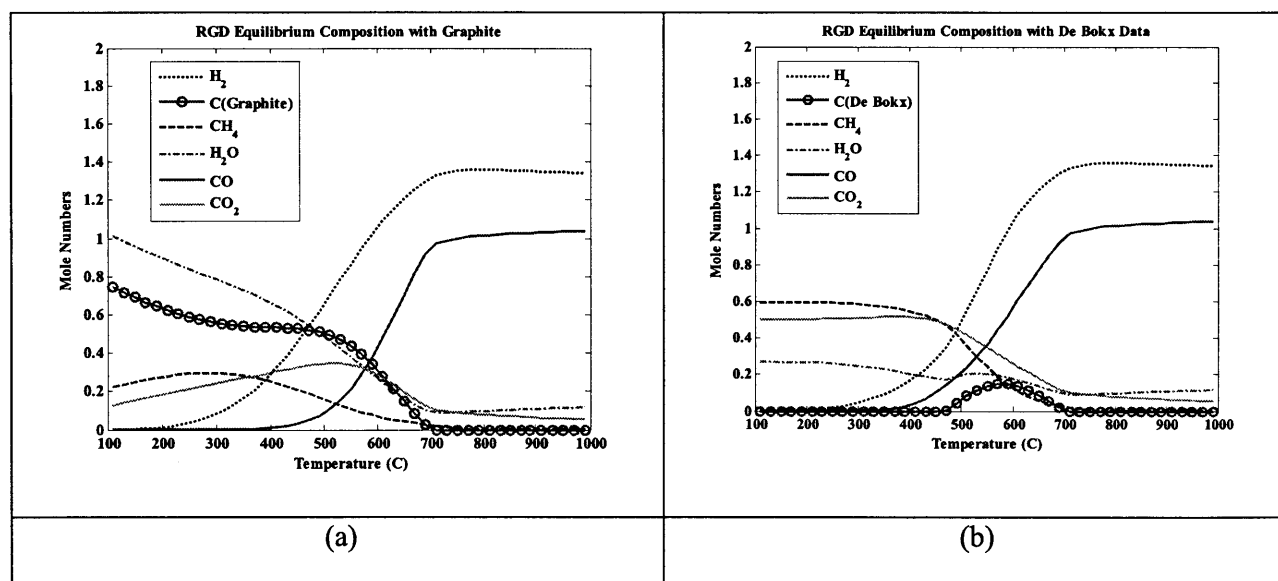 RGD Equilibrium Composition with Graphite
2
1.8
1.6
1.4
1.2
1
0.8
0.6
0.4
0.2
0
Mole Numbers
H2
C(Graphite)
CH4
H2O
CO
CO2
100 200 300 400 500 600 700 800 900 1000
Temperature (C)
(a)
RGD Equilibrium Composition with De Bokx Data
2
1.8
1.6
1.4
1.2
1
0.8
0.6
0.4
0.2
0
Mole Numbers
H2
C(De Bokx)
CH4
H2O
CO
CO2
100 200 300 400 500 600 700 800 900 1000
Temperature (C)
(b)